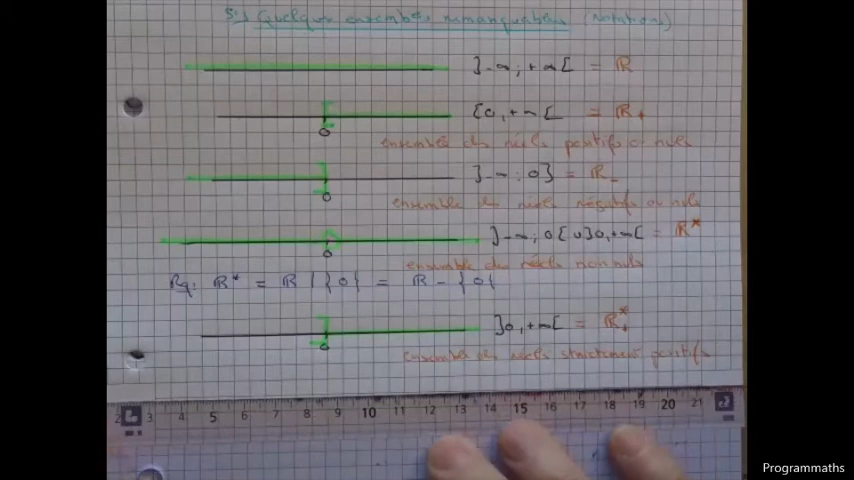 5°) Quelques ensembles remarquables (Notations)
]-∞ ; +∞[ = ℝ
[0, +∞[ = ℝ+
0
ensemble des réels positifs ou nuls
]-∞ ; 0] = ℝ-
0
ensemble des réels négatifs ou nuls
]-∞ ; 0[ ∪ ]0, +∞[ = ℝ*
0
ensemble des réels non nuls
Rq: ℝ* = ℝ \ {0} = ℝ - {0}
]0, +∞[ = ℝ*+
0
ensemble des réels strictement positifs
2 3 4 5 6 7 8 9 10 11 12 13 14 15 16 17 18 19 20 21
Programmaths